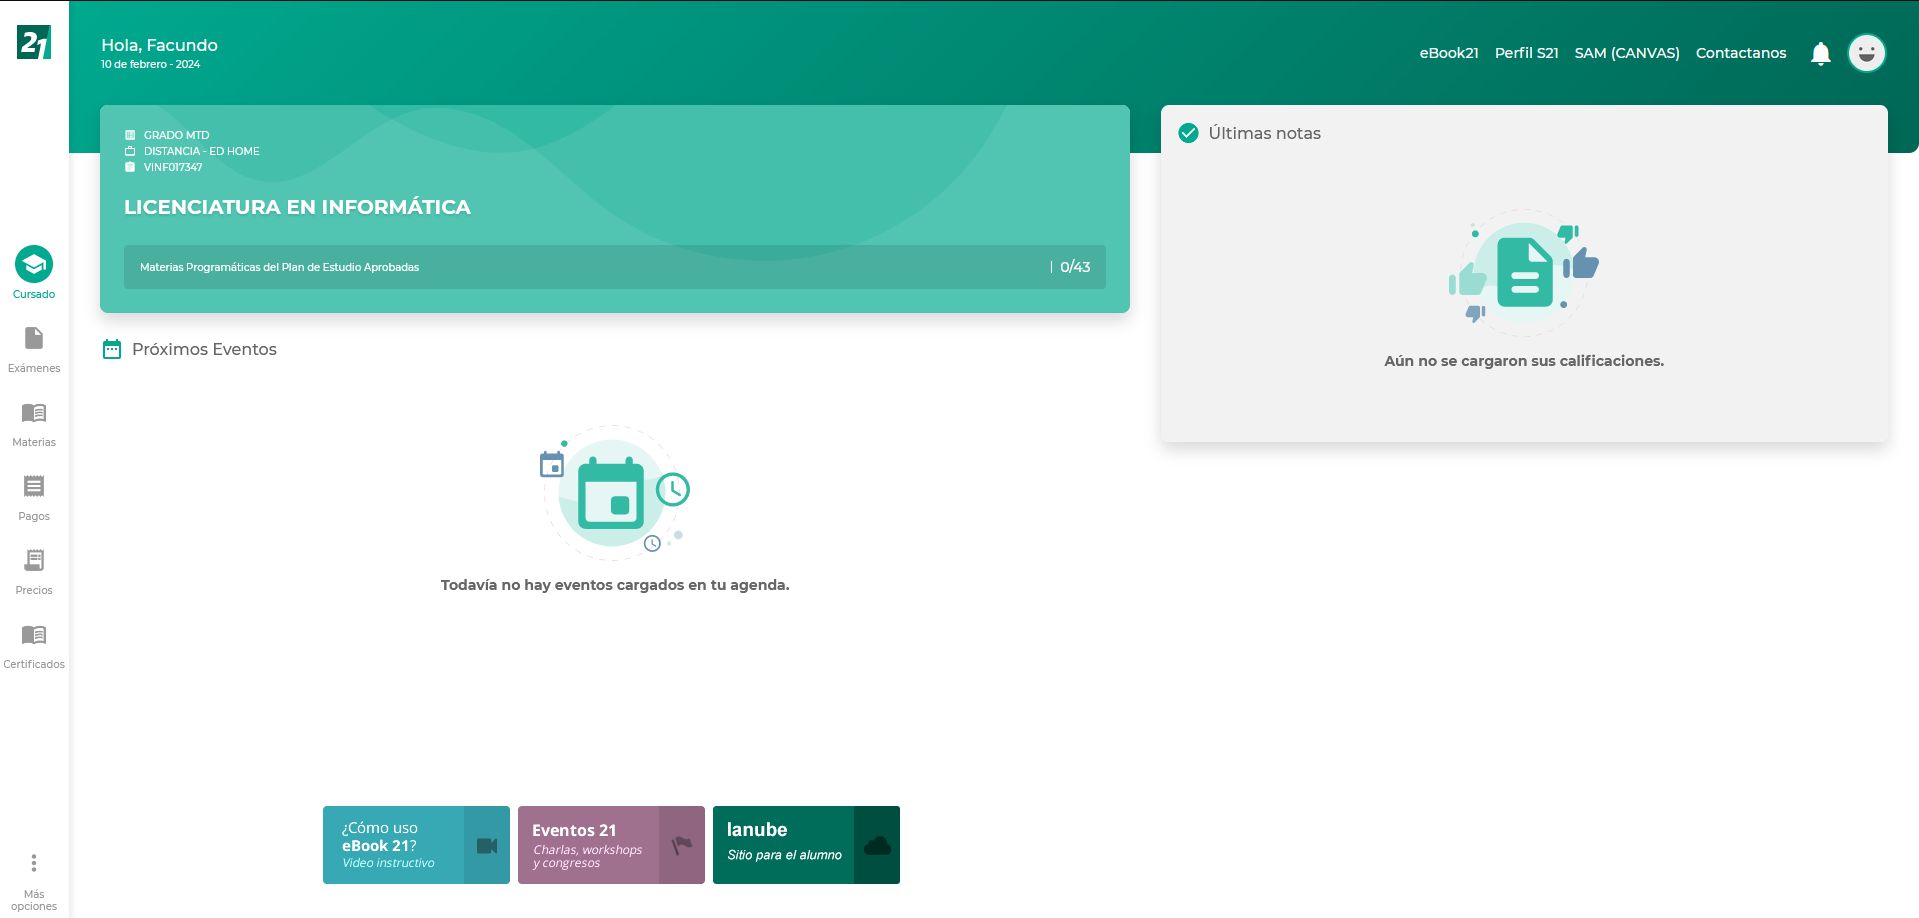 21
Hola, Facundo
10 de febrero - 2024
eBook21 Perfil S21 SAM (CANVAS) Contactanos
GRADO MTD
DISTANCIA - ED HOME
VINF017347
LICENCIATURA EN INFORMÁTICA
Materias Programáticas del Plan de Estudio Aprobadas | 0/43
Últimas notas
Aún no se cargaron sus calificaciones.
Cursado
Exámenes
Materias
Pagos
Precios
Certificados
Más
opciones
Próximos Eventos
Todavía no hay eventos cargados en tu agenda.
¿Cómo uso
eBook 21?
Video instructivo
Eventos 21
Charlas, workshops
y congresos
lanube
Sitio para el alumno